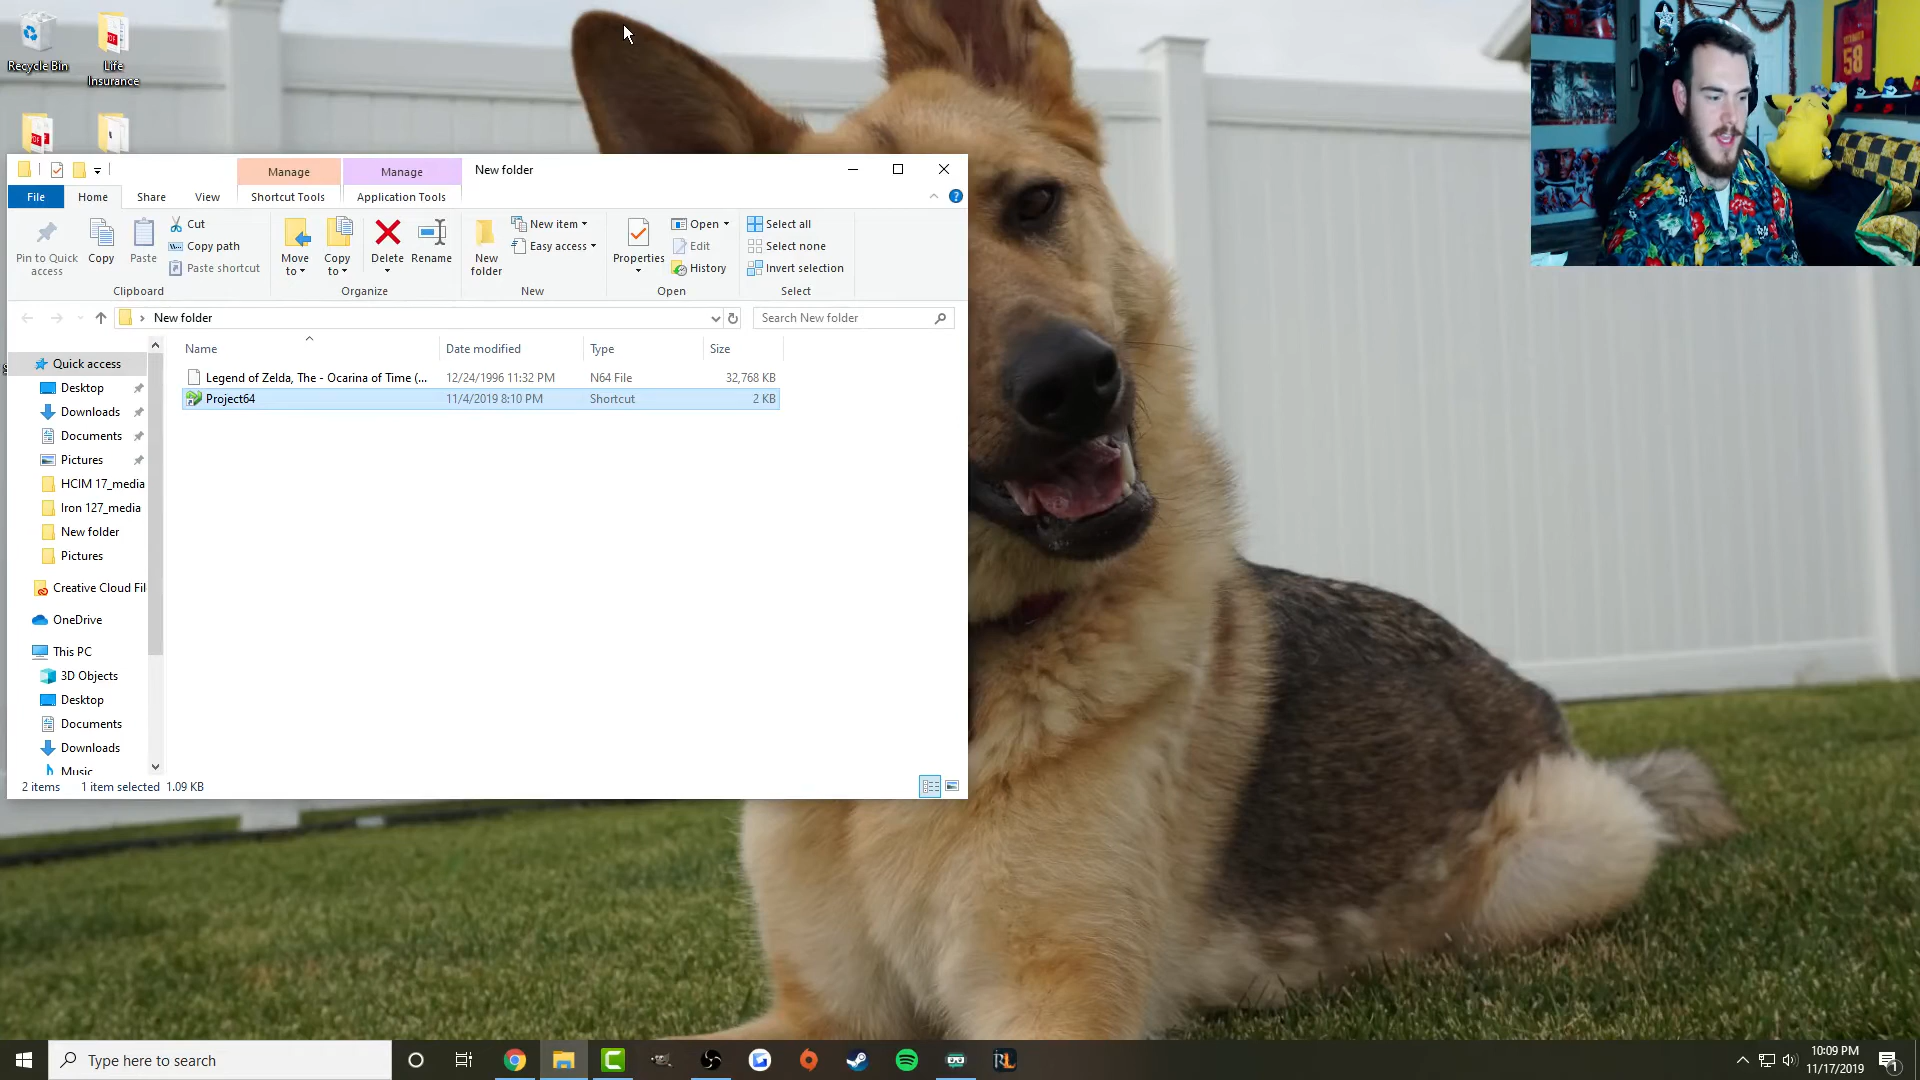 Recycle Bin
Life Insurance
Manage
Manage
New folder
File
Home
Share
View
Shortcut Tools
Application Tools
Pin to Quick access
Copy
Paste
Cut
Copy path
Paste shortcut
Clipboard
Move to
Copy to
Delete
Rename
Organize
New folder
New item
Easy access
New
Properties
Open
Edit
History
Open
Select all
Select none
Invert selection
Select
New folder
Search New folder
Name
Date modified
Type
Size
Legend of Zelda, The - Ocarina of Time (...
12/24/1996 11:32 PM
N64 File
32,768 KB
Project64
11/4/2019 8:10 PM
Shortcut
2 KB
Quick access
Desktop
Downloads
Documents
Pictures
HCIM 17_media
Iron 127_media
New folder
Pictures
Creative Cloud Fil
OneDrive
This PC
3D Objects
Desktop
Documents
Downloads
Music
2 items
1 item selected 1.09 KB
58
Type here to search
10:09 PM
11/17/2019
1